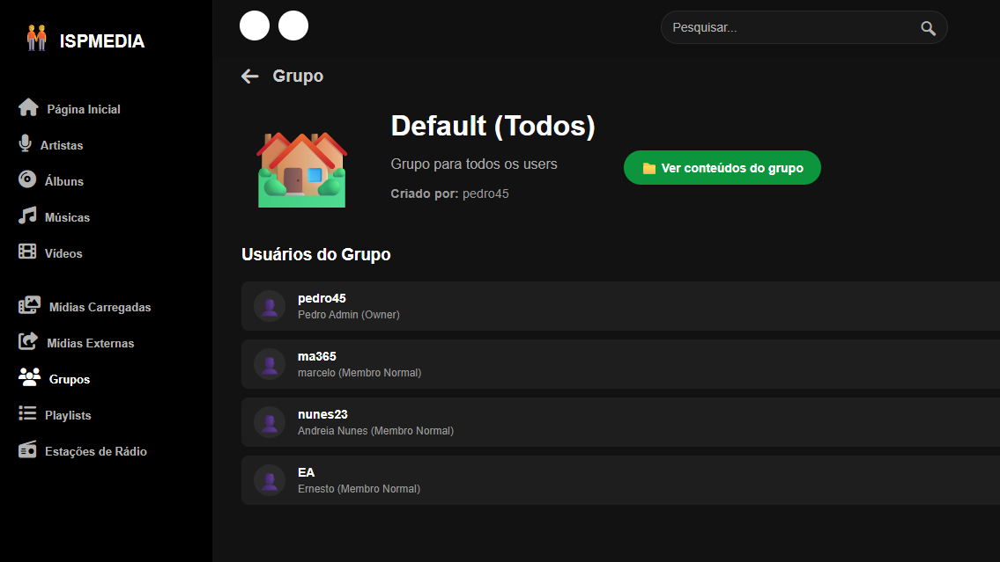 ISPMEDIA
Página Inicial
Artistas
Álbuns
Músicas
Vídeos
Mídias Carregadas
Mídias Externas
Grupos
Playlists
Estações de Rádio
Pesquisar...
Grupo
Default (Todos)
Grupo para todos os users
Criado por: pedro45
Ver conteúdos do grupo
Usuários do Grupo
pedro45
Pedro Admin (Owner)
ma365
marcelo (Membro Normal)
nunes23
Andreia Nunes (Membro Normal)
EA
Ernesto (Membro Normal)